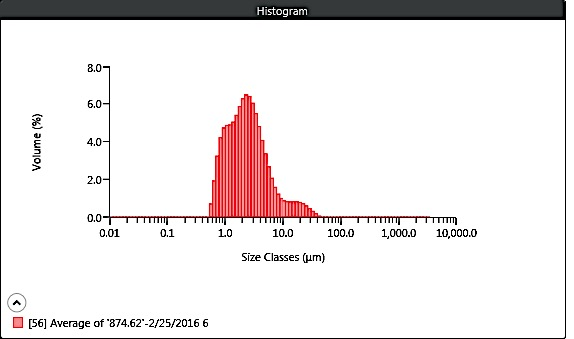 Histogram
8.0
6.0
4.0
2.0
0.0
Volume (%)
0.01 0.1 1.0 10.0 100.0 1,000.0 10,000.0
Size Classes (μm)
[56] Average of '874.62'-2/25/2016 6